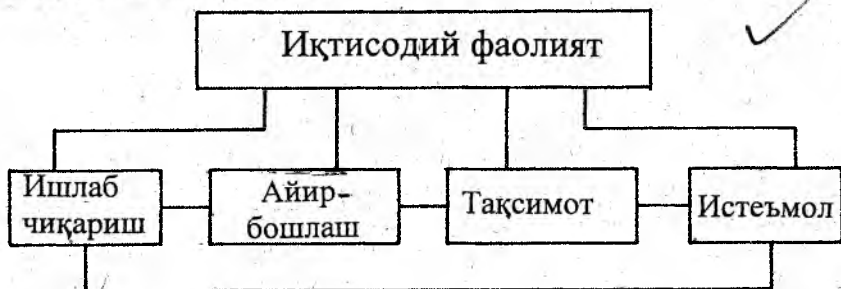 Иқтисодий фаолият
Ишлаб
чиқариш
Айир-
бошлаш
Тақсимот
Истеъмол